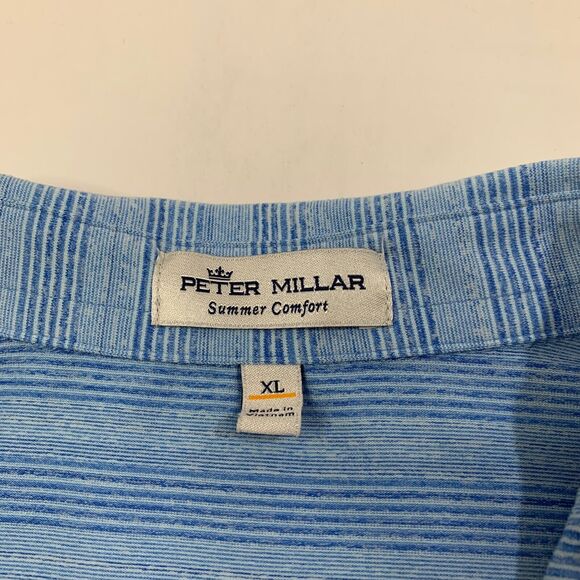 PETER MILLAR
Summer Comfort
XL
Made in
Vietnam